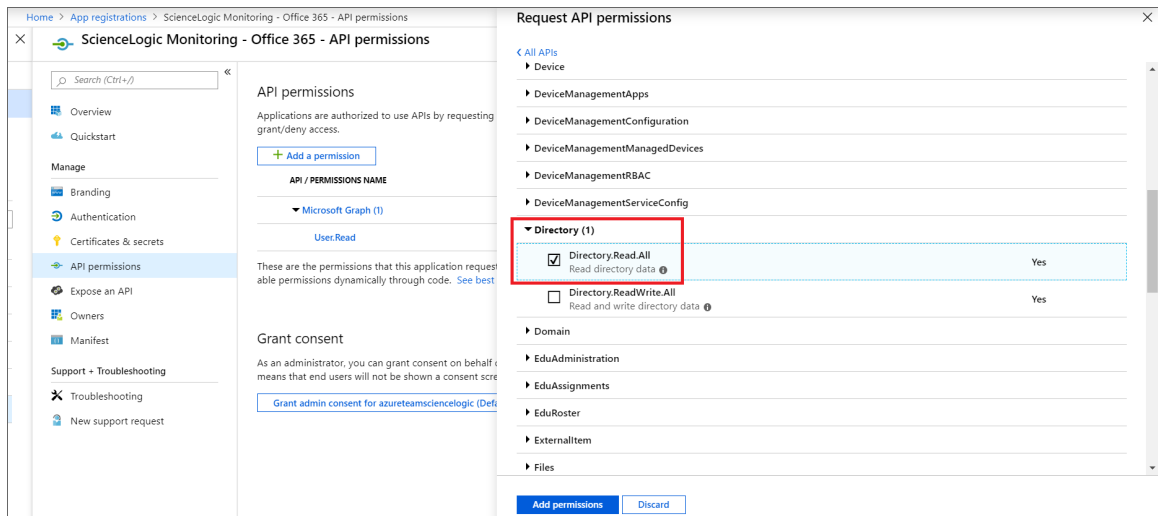 Home > App registrations > ScienceLogic Monitoring - Office 365 - API permissions
ScienceLogic Monitoring - Office 365 - API permissions
Search (Ctrl+/)
Overview
Quickstart
Manage
Branding
Authentication
Certificates & secrets
API permissions
Expose an API
Owners
Manifest
Support + Troubleshooting
Troubleshooting
New support request
API permissions
Applications are authorized to use APIs by requesting
grant/deny access.
+ Add a permission
API / PERMISSIONS NAME
Microsoft Graph (1)
User.Read
These are the permissions that this application request
able permissions dynamically through code. See best
Grant consent
As an administrator, you can grant consent on behalf
means that end users will not be shown a consent scre
Grant admin consent for azureteamsciencelogic (Defa
Request API permissions
All APIs
Device
DeviceManagementApps
DeviceManagementConfiguration
DeviceManagementManagedDevices
DeviceManagementRBAC
DeviceManagementServiceConfig
Directory (1)
Directory.Read.All
Read directory data
Yes
Directory.ReadWrite.All
Read and write directory data
Yes
Domain
EduAdministration
EduAssignments
EduRoster
ExternalItem
Files
Add permissions
Discard